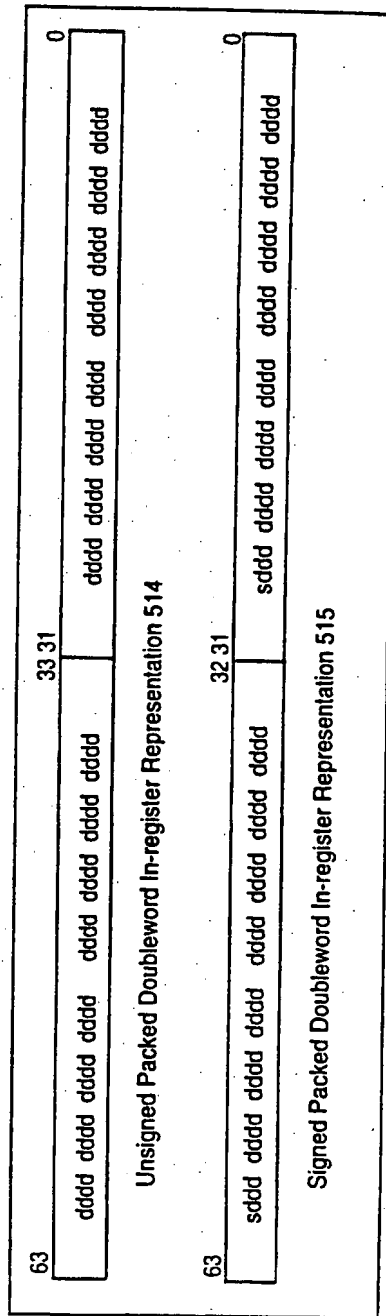 63 33 31 0
dddd dddd dddd dddd dddd dddd dddd dddd dddd dddd dddd dddd dddd dddd dddd dddd
Unsigned Packed Doubleword In-register Representation 514
63 32 31 0
sddd dddd dddd dddd dddd dddd dddd dddd sddd dddd dddd dddd dddd dddd dddd dddd
Signed Packed Doubleword In-register Representation 515